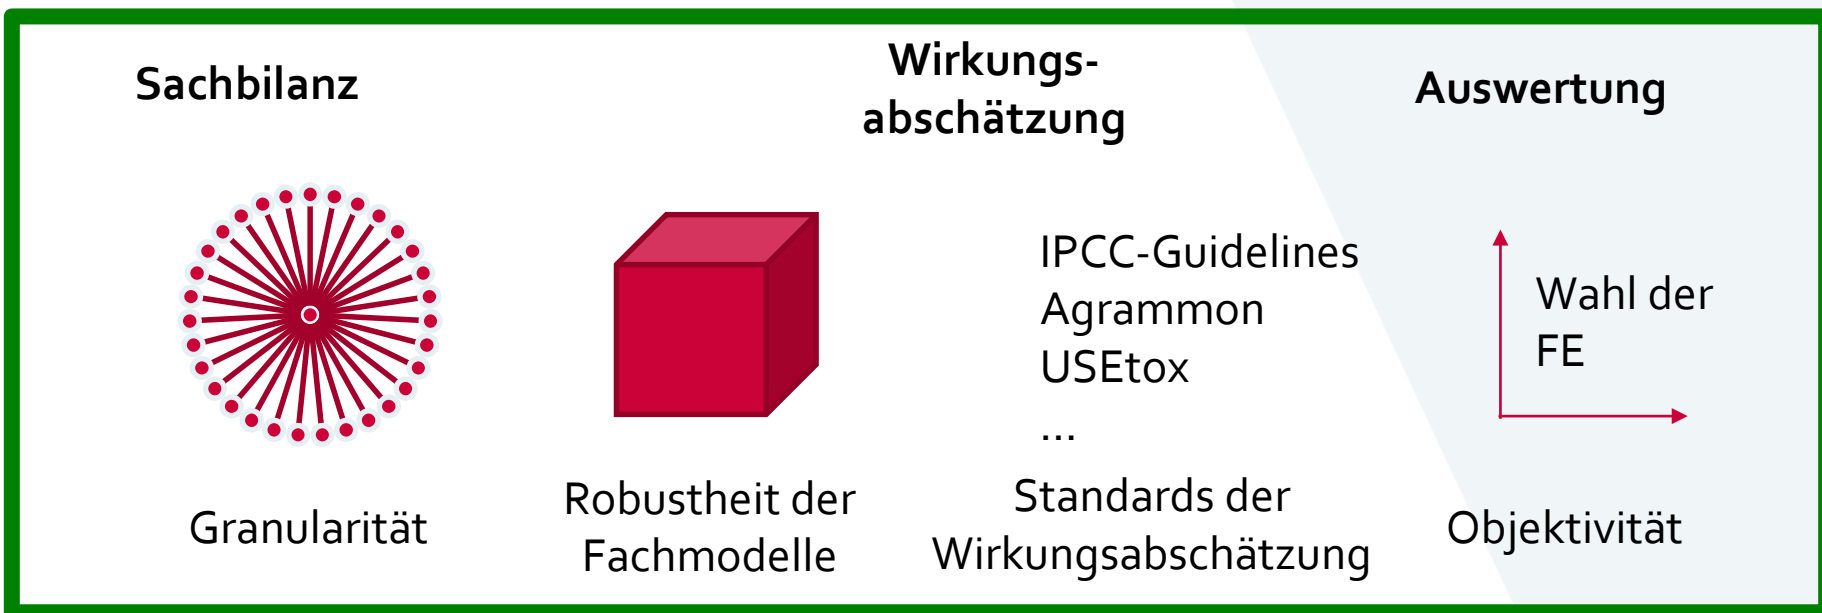 Sachbilanz
Wirkungs-
abschätzung
Auswertung
IPCC-Guidelines
Agrammon
USEtox
...
Wahl der
FE
Granularität
Robustheit der
Fachmodelle
Standards der
Wirkungsabschätzung
Objektivität